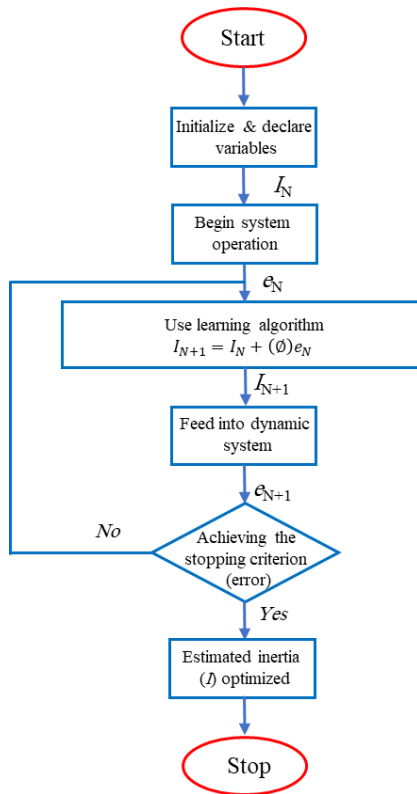 Start
Initialize & declare
variables
I_N
Begin system
operation
e_N
Use learning algorithm
I_{N+1} = I_N + (∅)e_N
I_{N+1}
Feed into dynamic
system
e_{N+1}
No
Achieving the
stopping criterion
(error)
Yes
Estimated inertia
(I) optimized
Stop